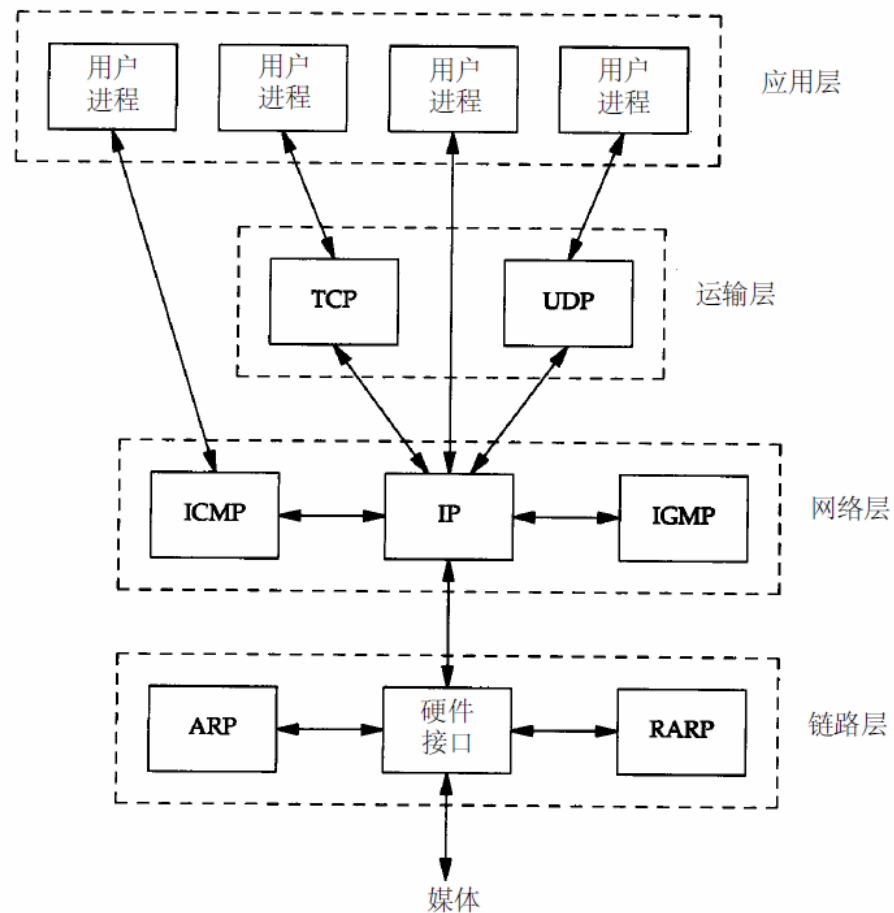 用户
进程
用户
进程
用户
进程
用户
进程
应用层
TCP
UDP
运输层
ICMP
IP
IGMP
网络层
ARP
硬件
接口
RARP
链路层
媒体